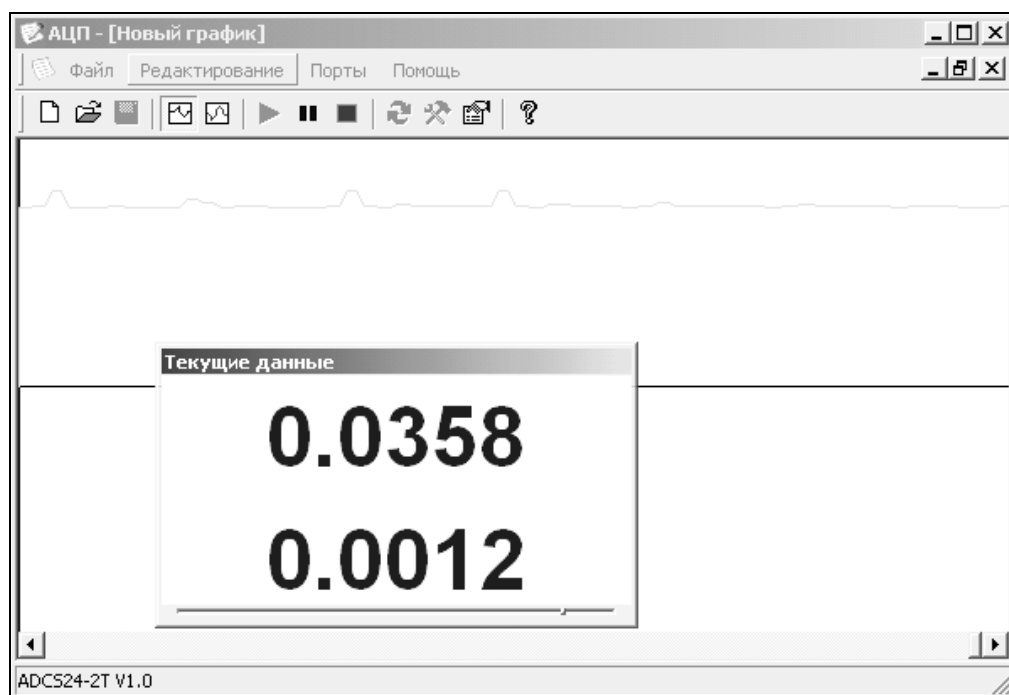 АЦП - [Новый график]
Файл Редактирование Порты Помощь
Текущие данные
0.0358
0.0012
ADCS24-2T V1.0